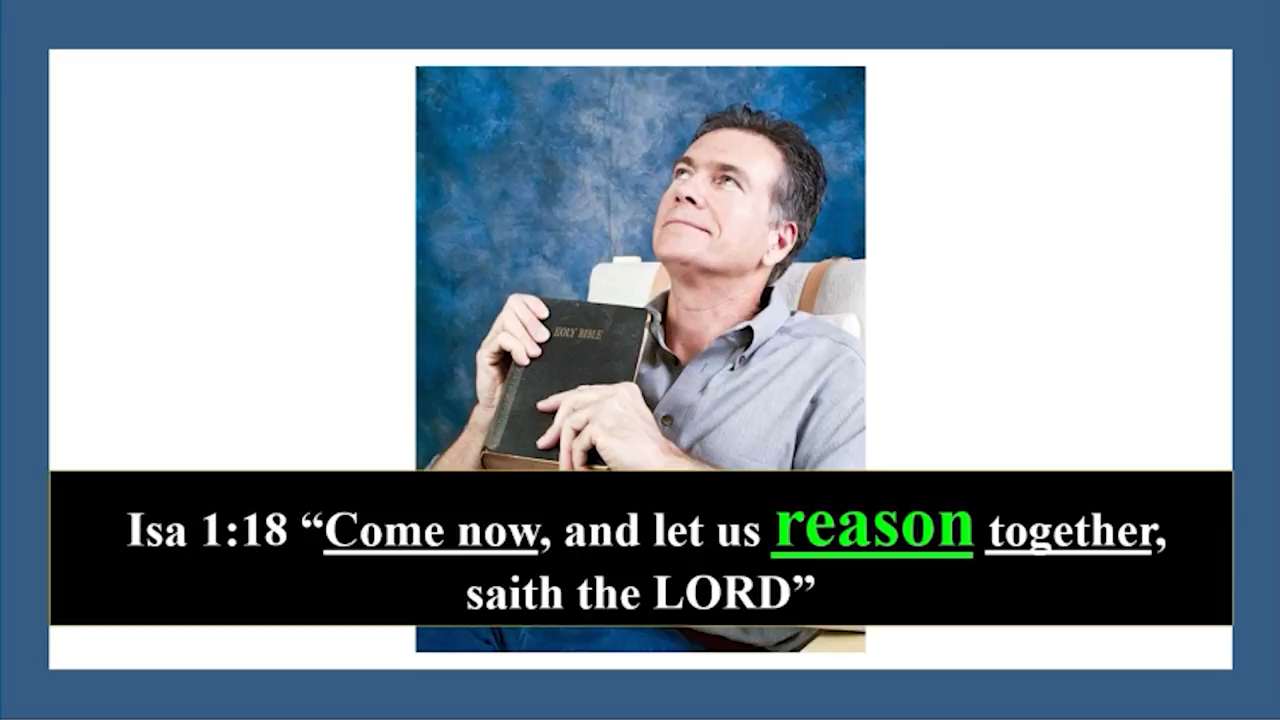 HOLY BIBLE
Isa 1:18 “Come now, and let us reason together,
saith the LORD”